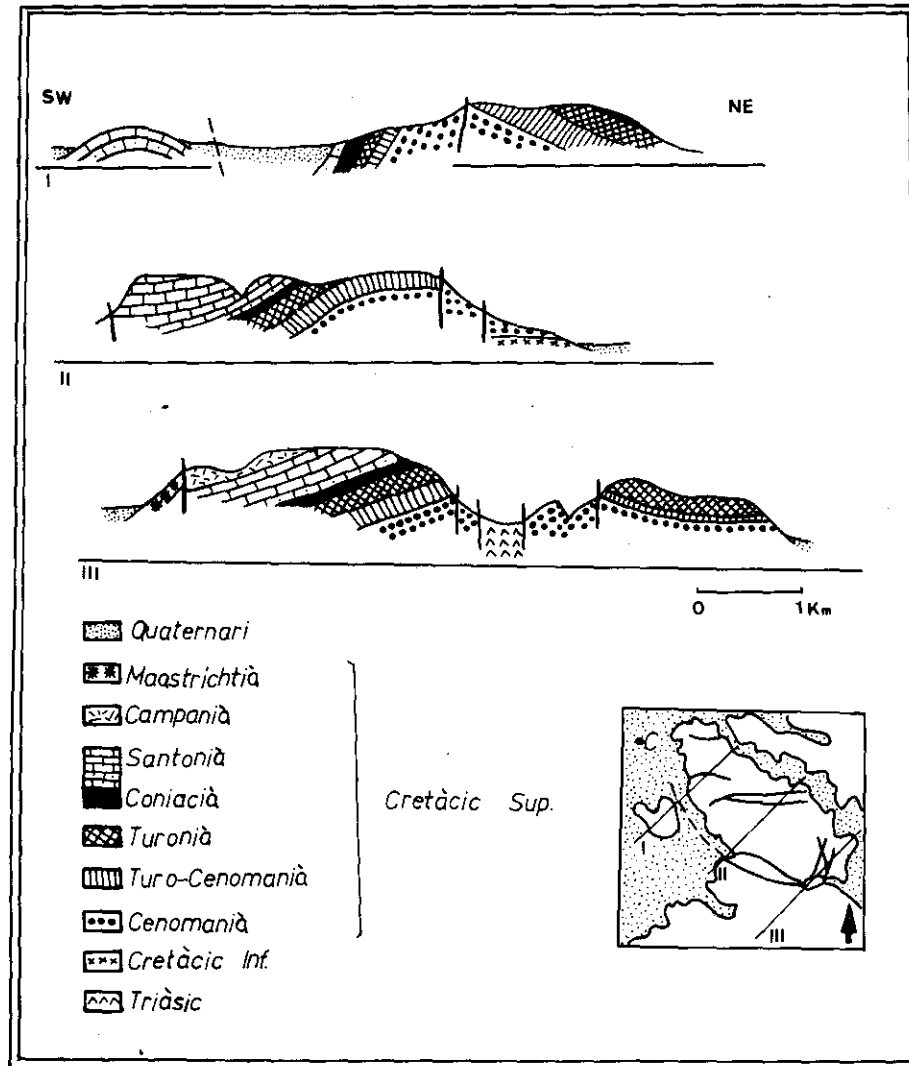 SW
NE
I
II
III
0 1 Km
Quaternari
Maastrichtià
Campanià
Santonià
Coniacià
Turonià
Turo-Cenomanià
Cenomanià
Cretàcic Inf.
Triàsic
Cretàcic Sup.
C
I
II
III